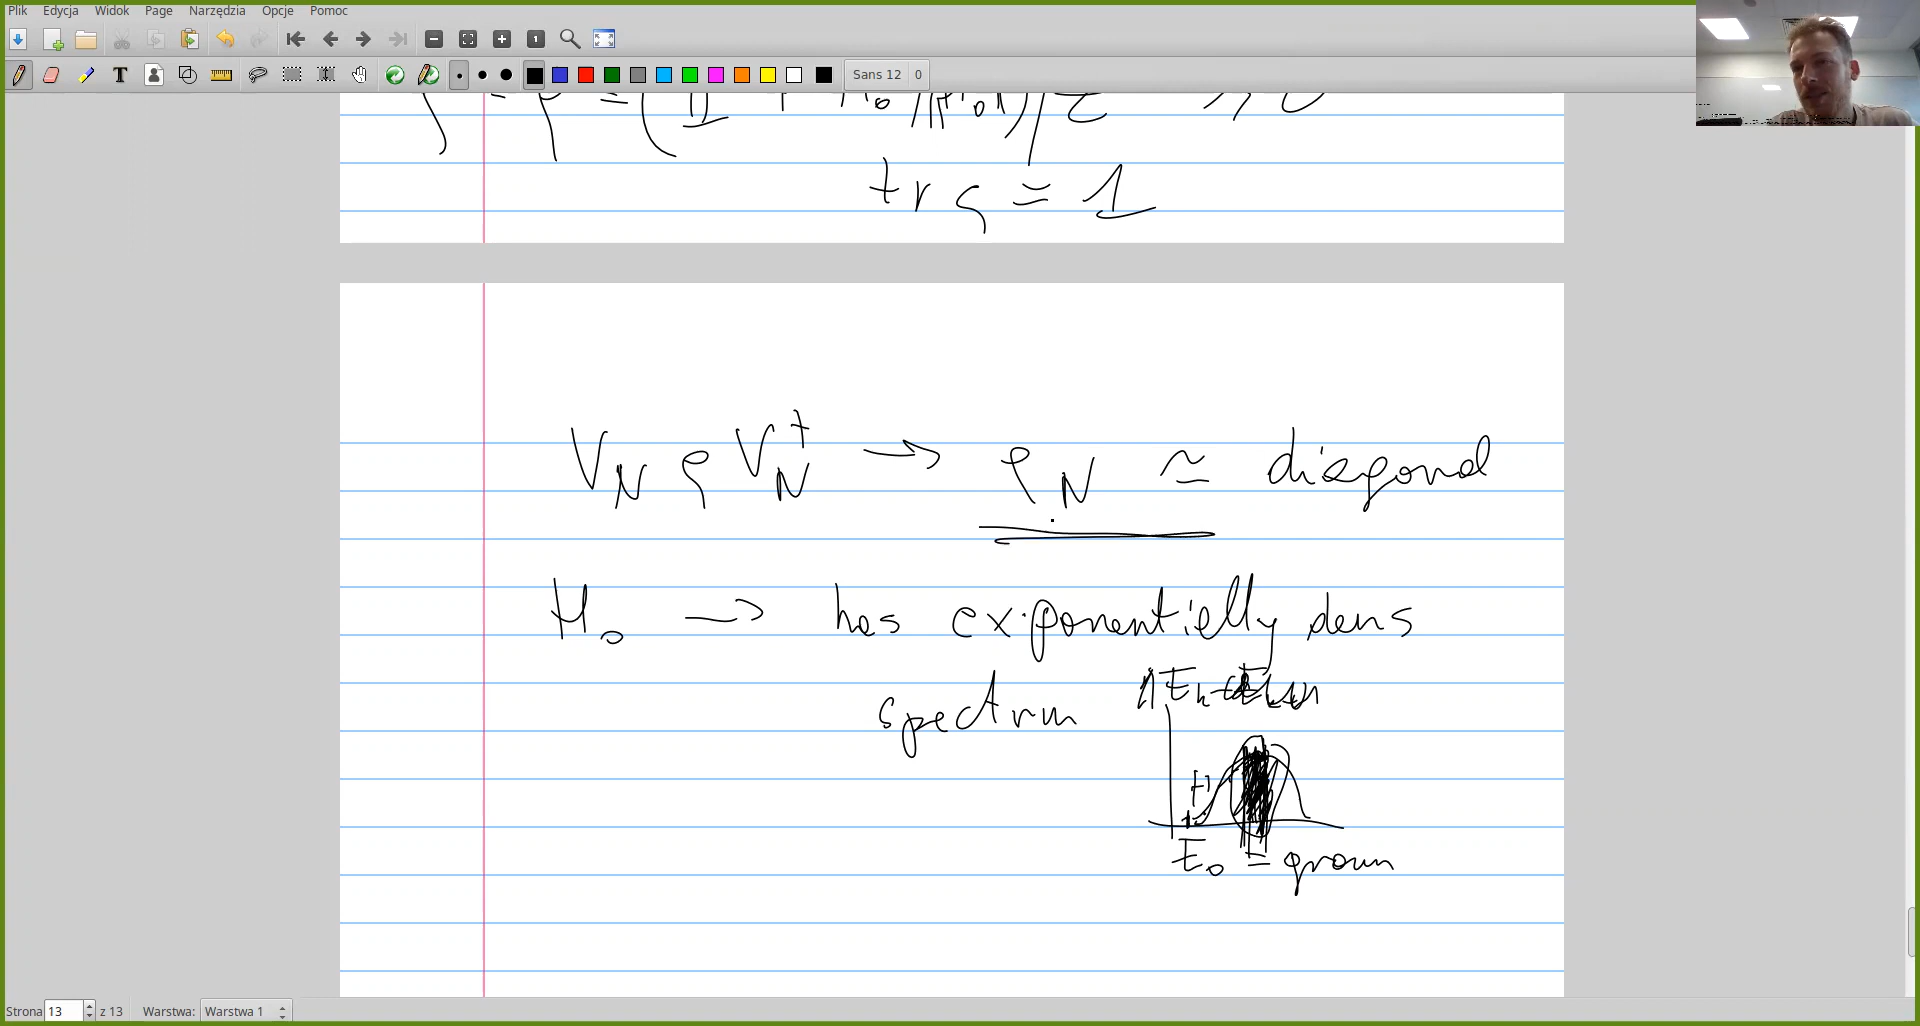 Plik Edycja Widok Page Narzędzia Opcje Pomoc
Sans 12 0
tr ρ = 1
V_N ρ V_N^† → ρ_N ≃ diagonal
H_0 → has exponentially dens
spectrum
E_0 = groun
Strona 13 z 13 Warstwa: Warstwa 1